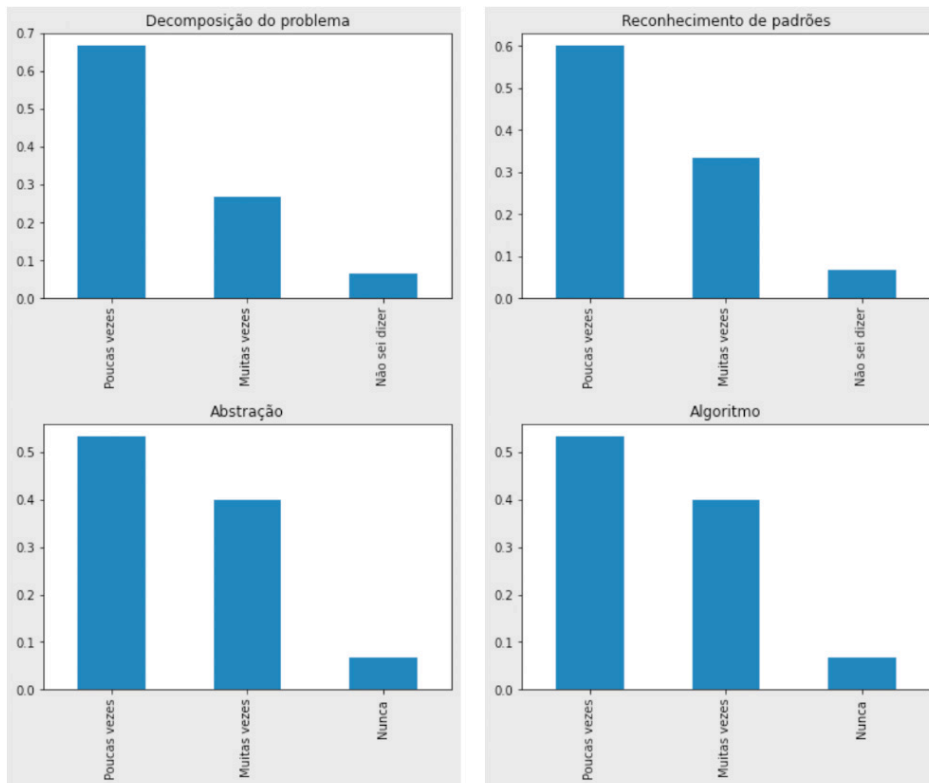 Decomposição do problema
0.7
0.6
0.5
0.4
0.3
0.2
0.1
0.0
Poucas vezes
Muitas vezes
Não sei dizer
Reconhecimento de padrões
0.6
0.5
0.4
0.3
0.2
0.1
0.0
Poucas vezes
Muitas vezes
Não sei dizer
Abstração
0.5
0.4
0.3
0.2
0.1
0.0
Poucas vezes
Muitas vezes
Nunca
Algoritmo
0.5
0.4
0.3
0.2
0.1
0.0
Poucas vezes
Muitas vezes
Nunca